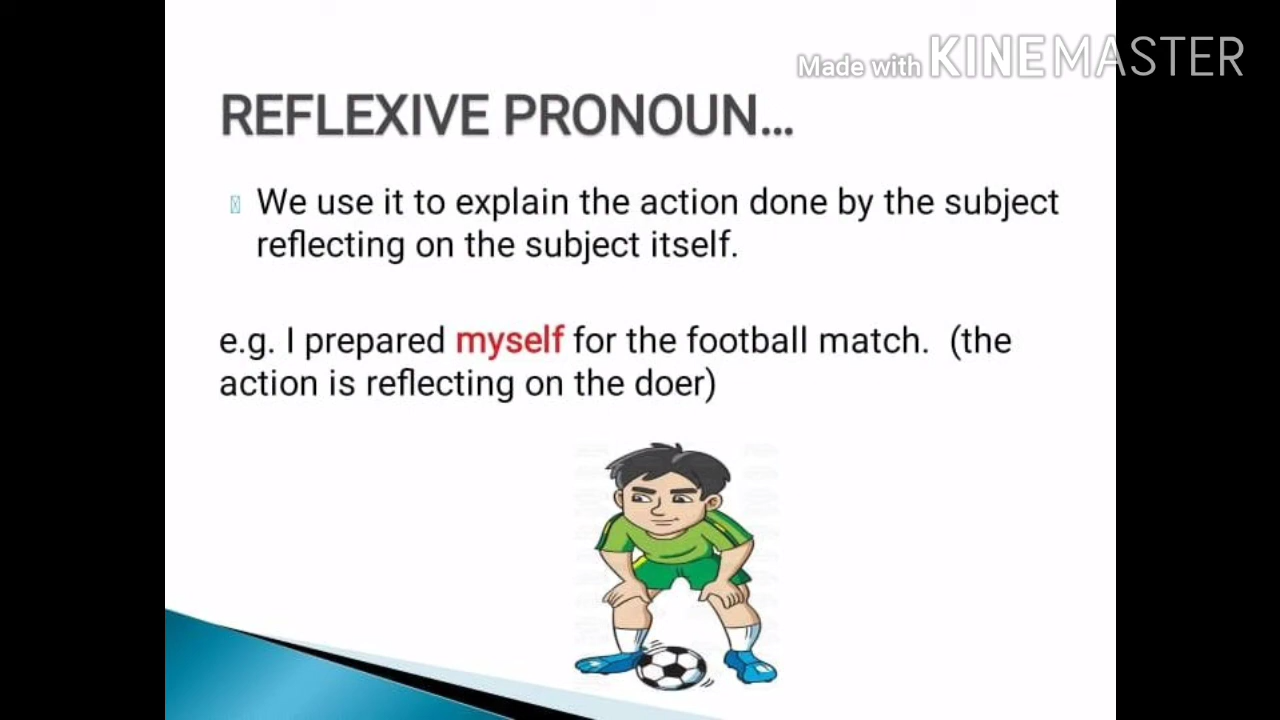 Made with KINEMASTER
REFLEXIVE PRONOUN...
We use it to explain the action done by the subject
reflecting on the subject itself.
e.g. I prepared myself for the football match.  (the
action is reflecting on the doer)